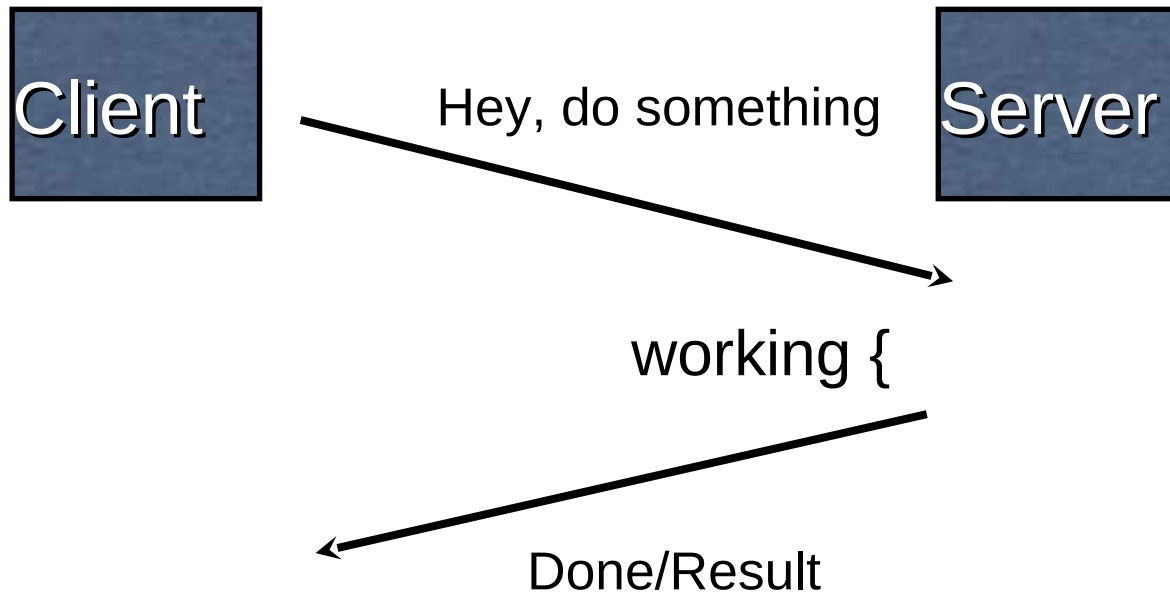 Client
Hey, do something
Server
working {
Done/Result